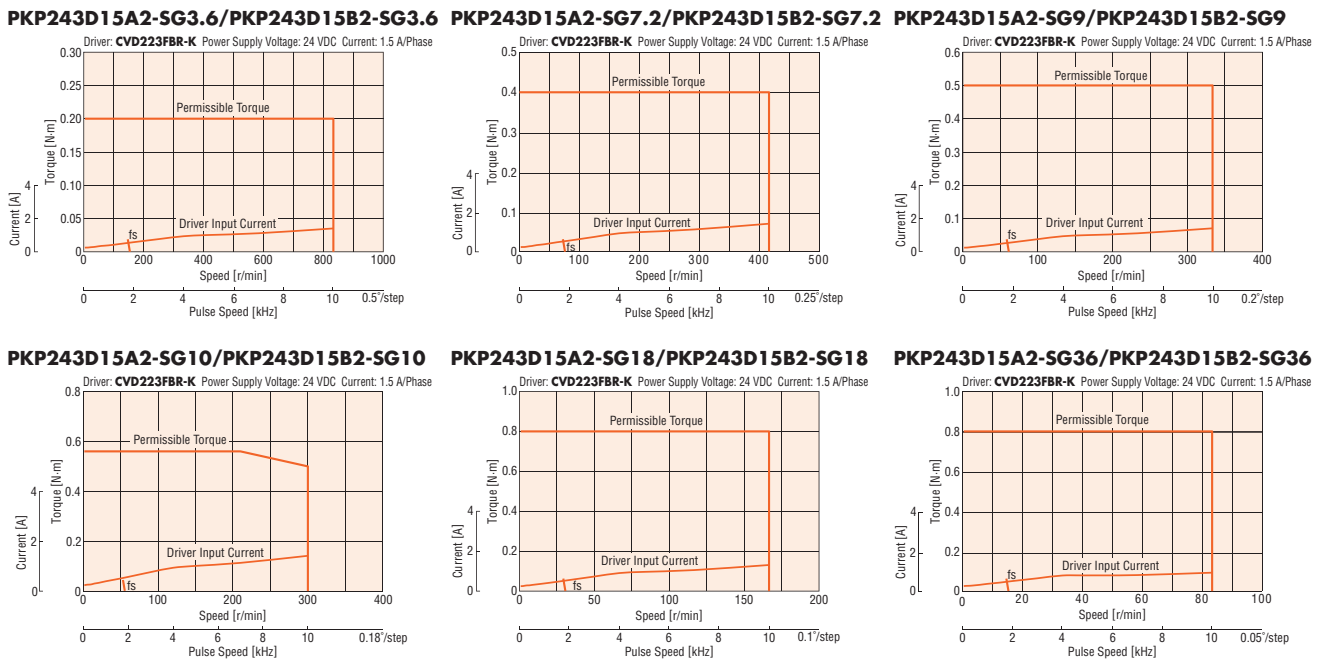 PKP243D15A2-SG3.6/PKP243D15B2-SG3.6
Driver: CVD223FBR-K Power Supply Voltage: 24 VDC Current: 1.5 A/Phase
0.30
0.25
0.20
0.15
0.10
0.05
0
Torque [N·m]
4
2
0
Current [A]
Permissible Torque
Driver Input Current
fs
0 200 400 600 800 1000
Speed [r/min]
0 2 4 6 8 10 0.5°/step
Pulse Speed [kHz]
PKP243D15A2-SG7.2/PKP243D15B2-SG7.2
Driver: CVD223FBR-K Power Supply Voltage: 24 VDC Current: 1.5 A/Phase
0.5
0.4
0.3
0.2
0.1
0
Torque [N·m]
4
2
0
Current [A]
Permissible Torque
Driver Input Current
fs
0 100 200 300 400 500
Speed [r/min]
0 2 4 6 8 10 0.25°/step
Pulse Speed [kHz]
PKP243D15A2-SG9/PKP243D15B2-SG9
Driver: CVD223FBR-K Power Supply Voltage: 24 VDC Current: 1.5 A/Phase
0.6
0.5
0.4
0.3
0.2
0.1
0
Torque [N·m]
4
2
0
Current [A]
Permissible Torque
Driver Input Current
fs
0 100 200 300 400
Speed [r/min]
0 2 4 6 8 10 0.2°/step
Pulse Speed [kHz]
PKP243D15A2-SG10/PKP243D15B2-SG10
Driver: CVD223FBR-K Power Supply Voltage: 24 VDC Current: 1.5 A/Phase
0.8
0.6
0.4
0.2
0
Torque [N·m]
4
2
0
Current [A]
Permissible Torque
Driver Input Current
fs
0 100 200 300 400
Speed [r/min]
0 2 4 6 8 10 0.18°/step
Pulse Speed [kHz]
PKP243D15A2-SG18/PKP243D15B2-SG18
Driver: CVD223FBR-K Power Supply Voltage: 24 VDC Current: 1.5 A/Phase
1.0
0.8
0.6
0.4
0.2
0
Torque [N·m]
4
2
0
Current [A]
Permissible Torque
Driver Input Current
fs
0 50 100 150 200
Speed [r/min]
0 2 4 6 8 10 0.1°/step
Pulse Speed [kHz]
PKP243D15A2-SG36/PKP243D15B2-SG36
Driver: CVD223FBR-K Power Supply Voltage: 24 VDC Current: 1.5 A/Phase
1.0
0.8
0.6
0.4
0.2
0
Torque [N·m]
4
2
0
Current [A]
Permissible Torque
Driver Input Current
fs
0 20 40 60 80 100
Speed [r/min]
0 2 4 6 8 10 0.05°/step
Pulse Speed [kHz]